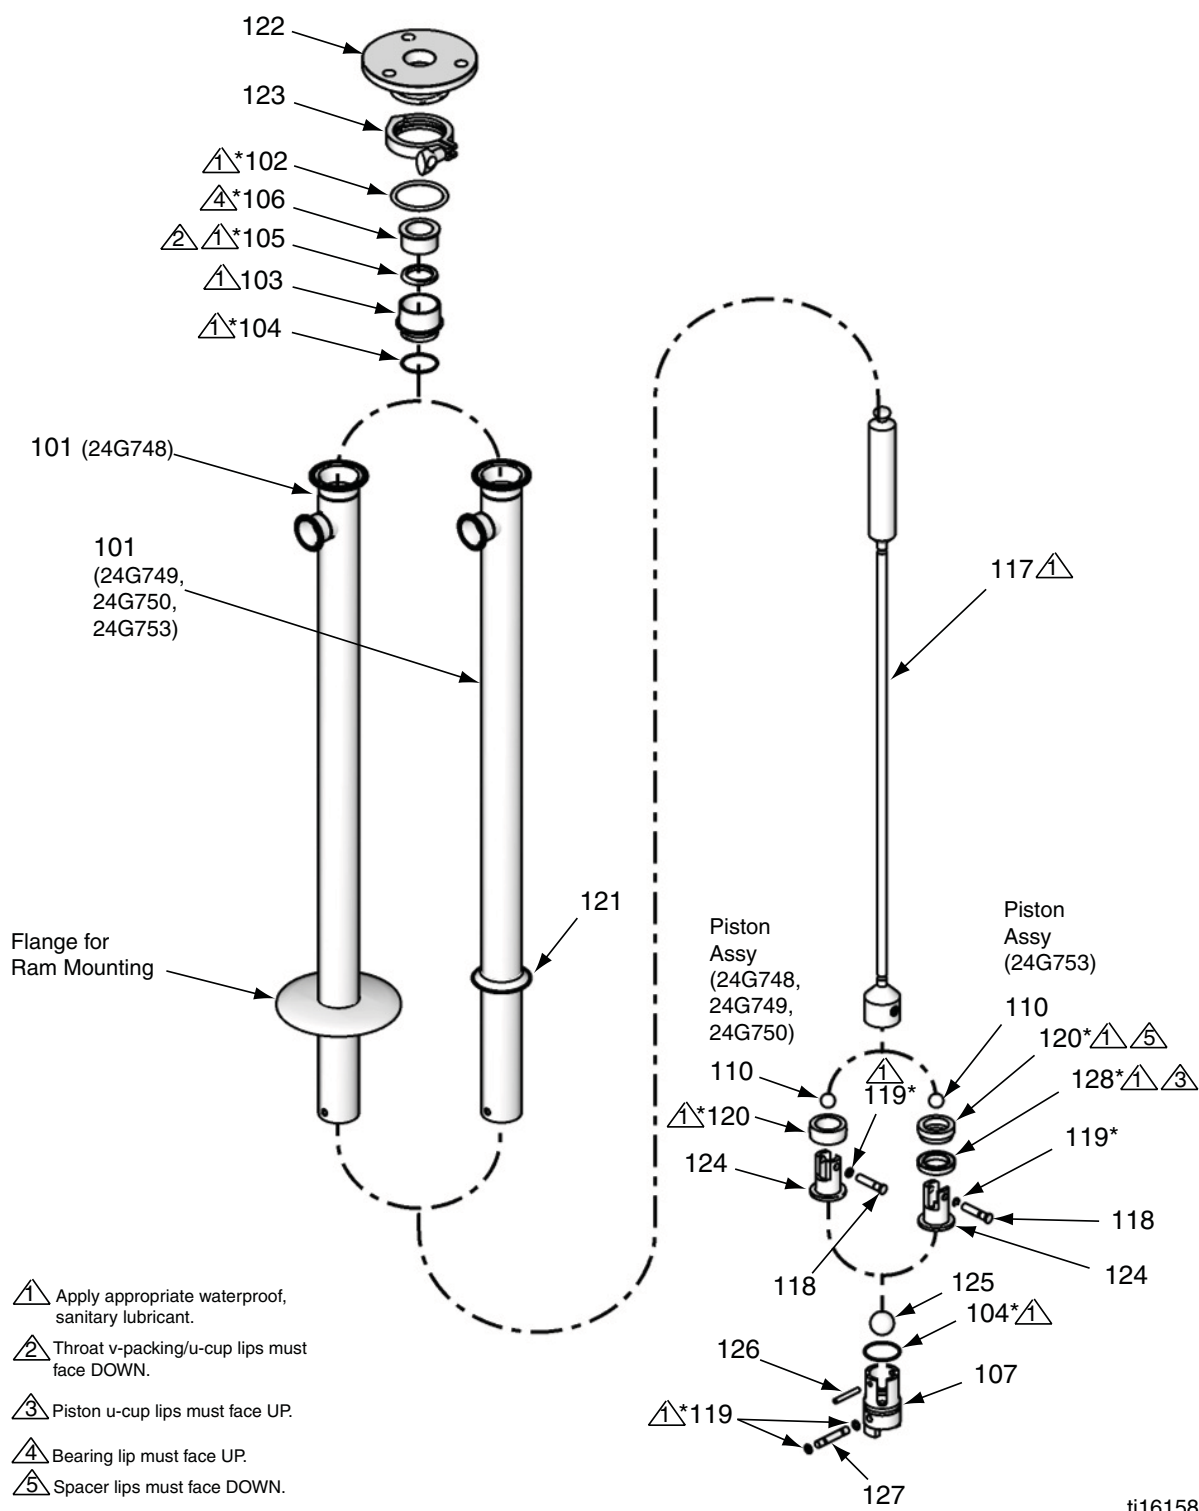 122
123
1 *102
4 *106
2 1 *105
1 103
1 *104
101 (24G748)
101
(24G749,
24G750,
24G753)
117 1
121
Flange for
Ram Mounting
Piston
Assy
(24G748,
24G749,
24G750)
Piston
Assy
(24G753)
110
110
120* 1 5
1
119*
128* 1 3
1 *120
119*
124
118
118
124
125
104* 1
126
107
1 *119
127
1 Apply appropriate waterproof,
sanitary lubricant.
2 Throat v-packing/u-cup lips must
face DOWN.
3 Piston u-cup lips must face UP.
4 Bearing lip must face UP.
5 Spacer lips must face DOWN.
ti16158